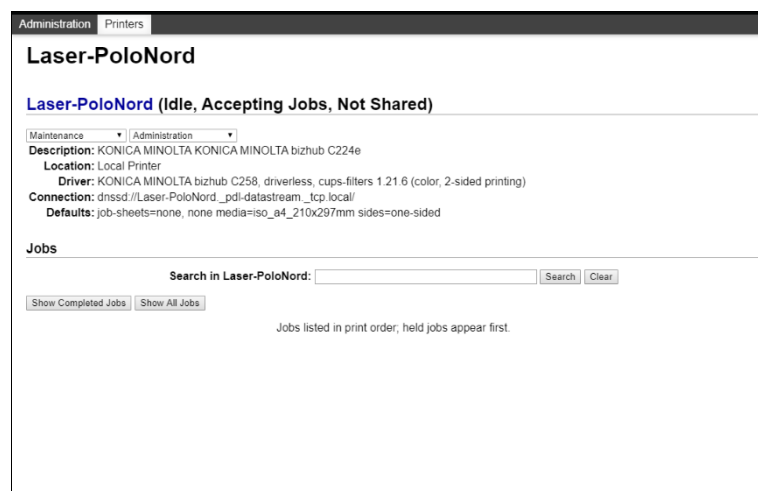 Administration Printers
Laser-PoloNord
Laser-PoloNord (Idle, Accepting Jobs, Not Shared)
Maintenance Administration
Description: KONICA MINOLTA KONICA MINOLTA bizhub C224e
Location: Local Printer
Driver: KONICA MINOLTA bizhub C258, driverless, cups-filters 1.21.6 (color, 2-sided printing)
Connection: dnssd://Laser-PoloNord._pdl-datastream._tcp.local/
Defaults: job-sheets=none, none media=iso_a4_210x297mm sides=one-sided
Jobs
Search in Laser-PoloNord: Search Clear
Show Completed Jobs Show All Jobs
Jobs listed in print order; held jobs appear first.